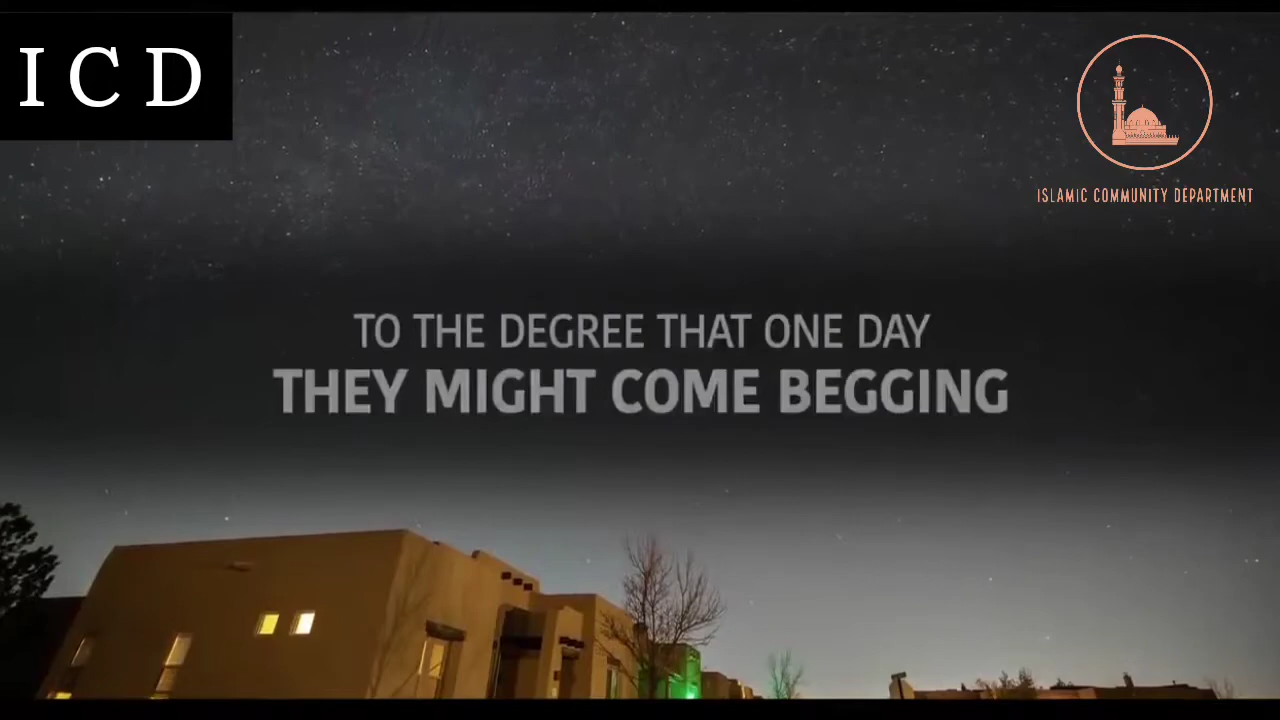 ICD
ISLAMIC COMMUNITY DEPARTMENT
TO THE DEGREE THAT ONE DAY
THEY MIGHT COME BEGGING